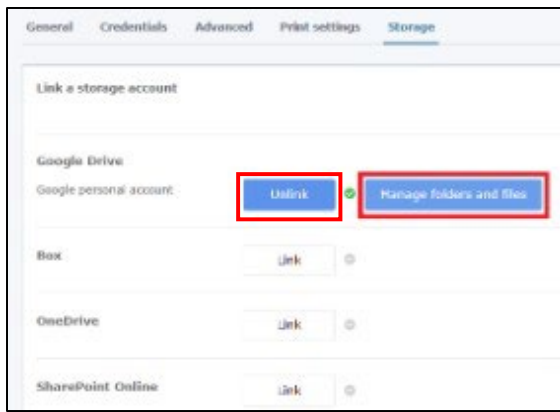 General Credentials Advanced Print settings Storage
Link a storage account
Google Drive
Google personal account Unlink Manage folders and files
Box Link
OneDrive Link
SharePoint Online Link